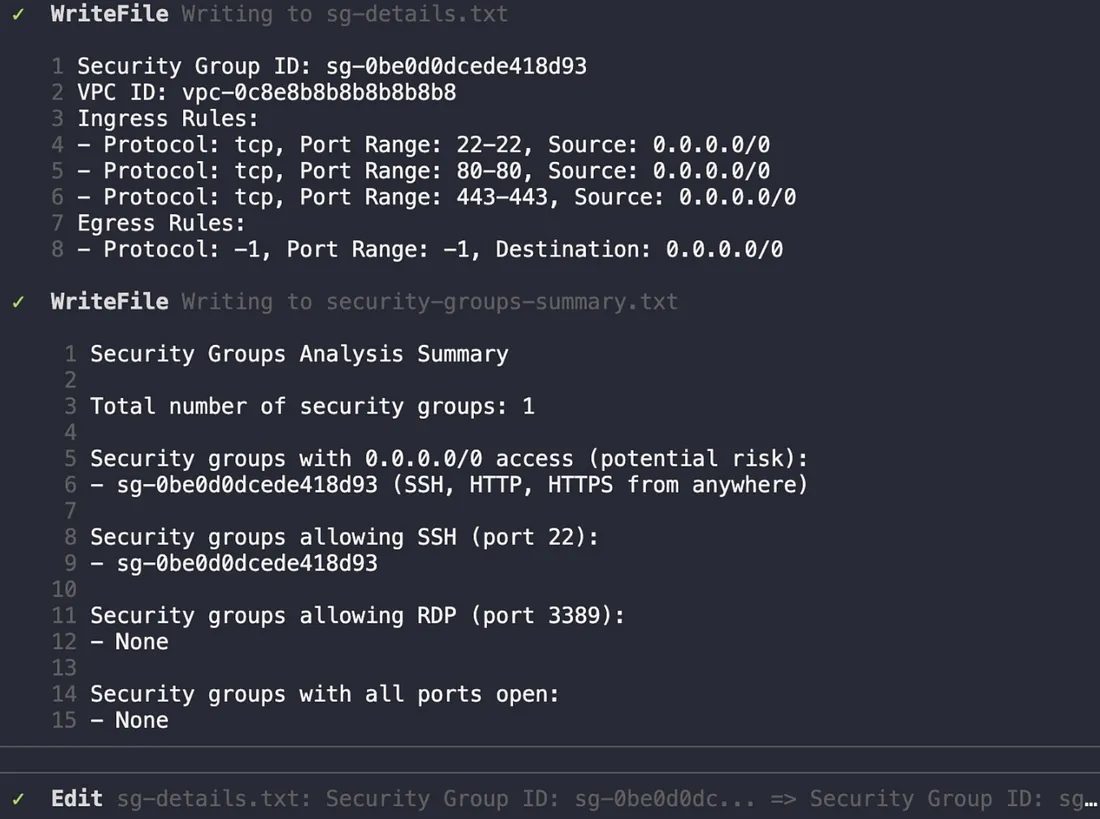 ✓ WriteFile Writing to sg-details.txt
1 Security Group ID: sg-0be0d0dcede418d93
2 VPC ID: vpc-0c8e8b8b8b8b8b8b8
3 Ingress Rules:
4 - Protocol: tcp, Port Range: 22-22, Source: 0.0.0.0/0
5 - Protocol: tcp, Port Range: 80-80, Source: 0.0.0.0/0
6 - Protocol: tcp, Port Range: 443-443, Source: 0.0.0.0/0
7 Egress Rules:
8 - Protocol: -1, Port Range: -1, Destination: 0.0.0.0/0
✓ WriteFile Writing to security-groups-summary.txt
1 Security Groups Analysis Summary
2
3 Total number of security groups: 1
4
5 Security groups with 0.0.0.0/0 access (potential risk):
6 - sg-0be0d0dcede418d93 (SSH, HTTP, HTTPS from anywhere)
7
8 Security groups allowing SSH (port 22):
9 - sg-0be0d0dcede418d93
10
11 Security groups allowing RDP (port 3389):
12 - None
13
14 Security groups with all ports open:
15 - None
✓ Edit sg-details.txt: Security Group ID: sg-0be0d0dc... => Security Group ID: sg…